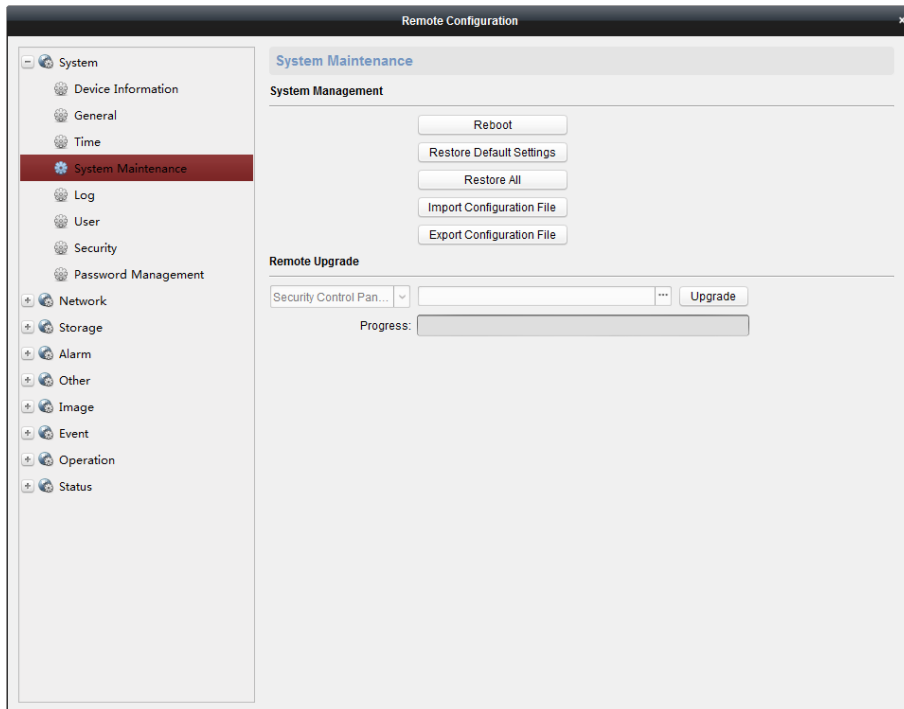 Remote Configuration
System
Device Information
General
Time
System Maintenance
Log
User
Security
Password Management
Network
Storage
Alarm
Other
Image
Event
Operation
Status
System Maintenance
System Management
Reboot
Restore Default Settings
Restore All
Import Configuration File
Export Configuration File
Remote Upgrade
Security Control Pan... ... Upgrade
Progress: